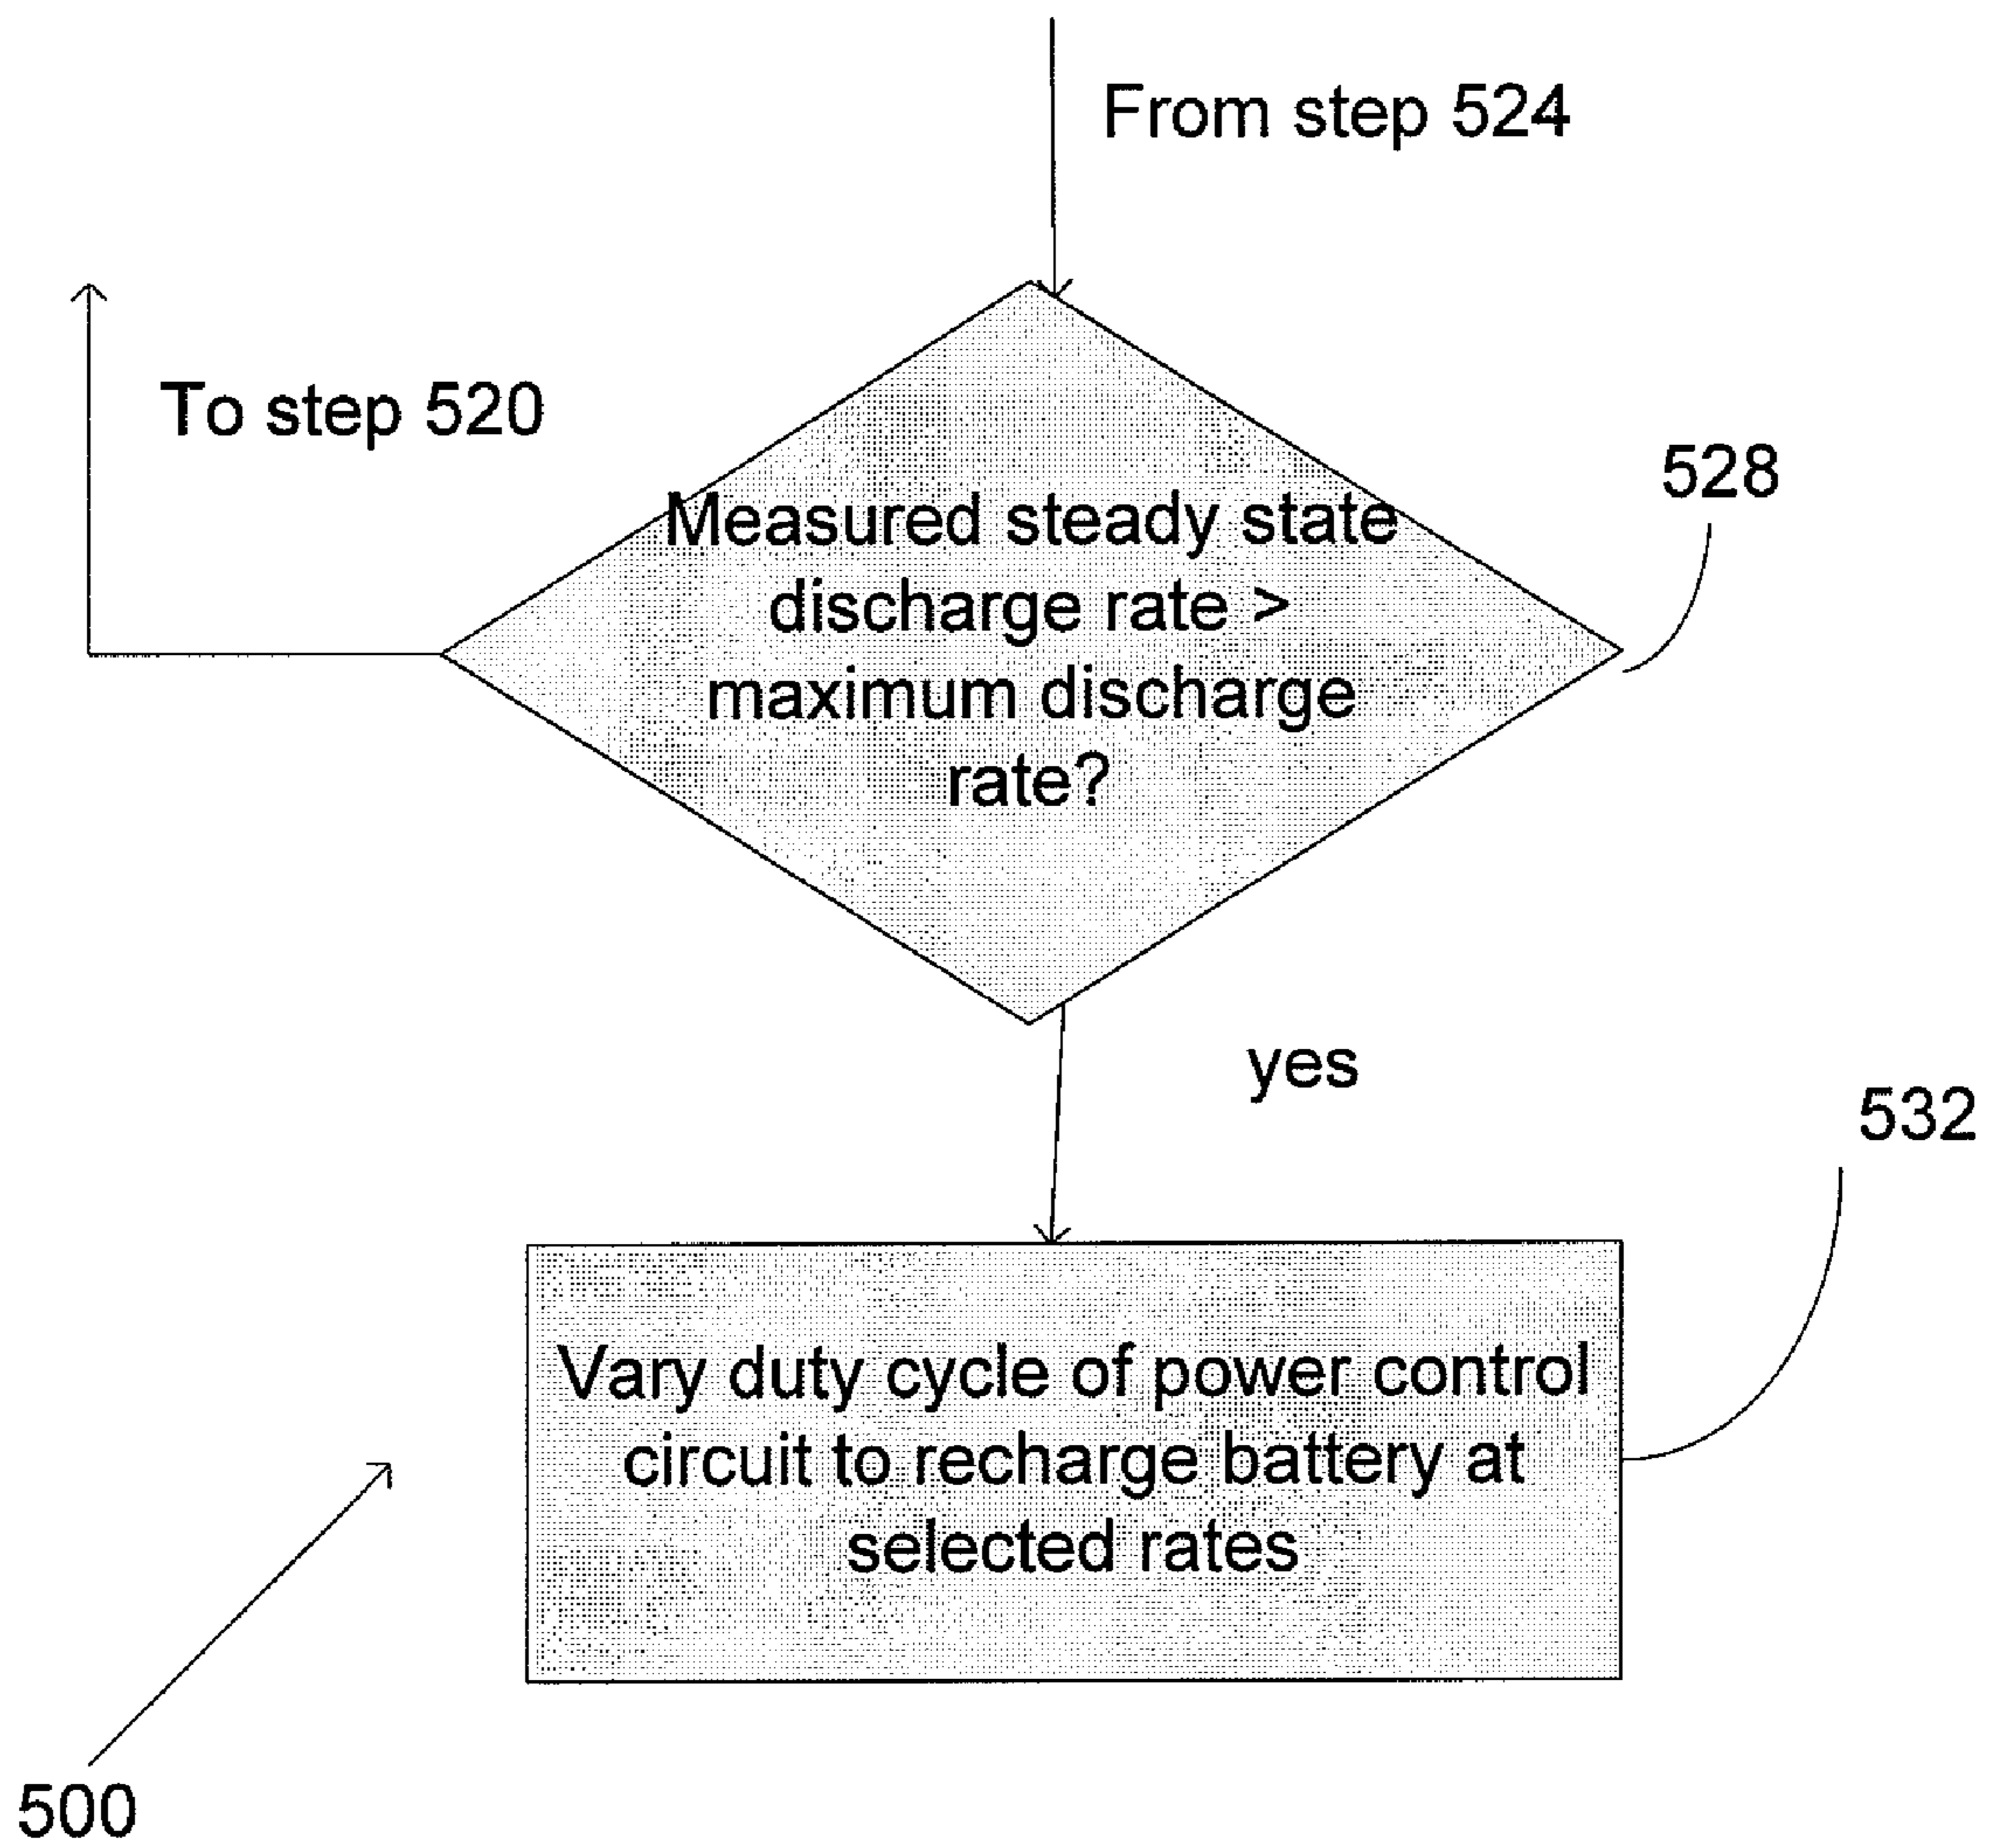 From step 524
To step 520
528
Measured steady state
discharge rate >
maximum discharge
rate?
yes
532
Vary duty cycle of power control
circuit to recharge battery at
selected rates
500